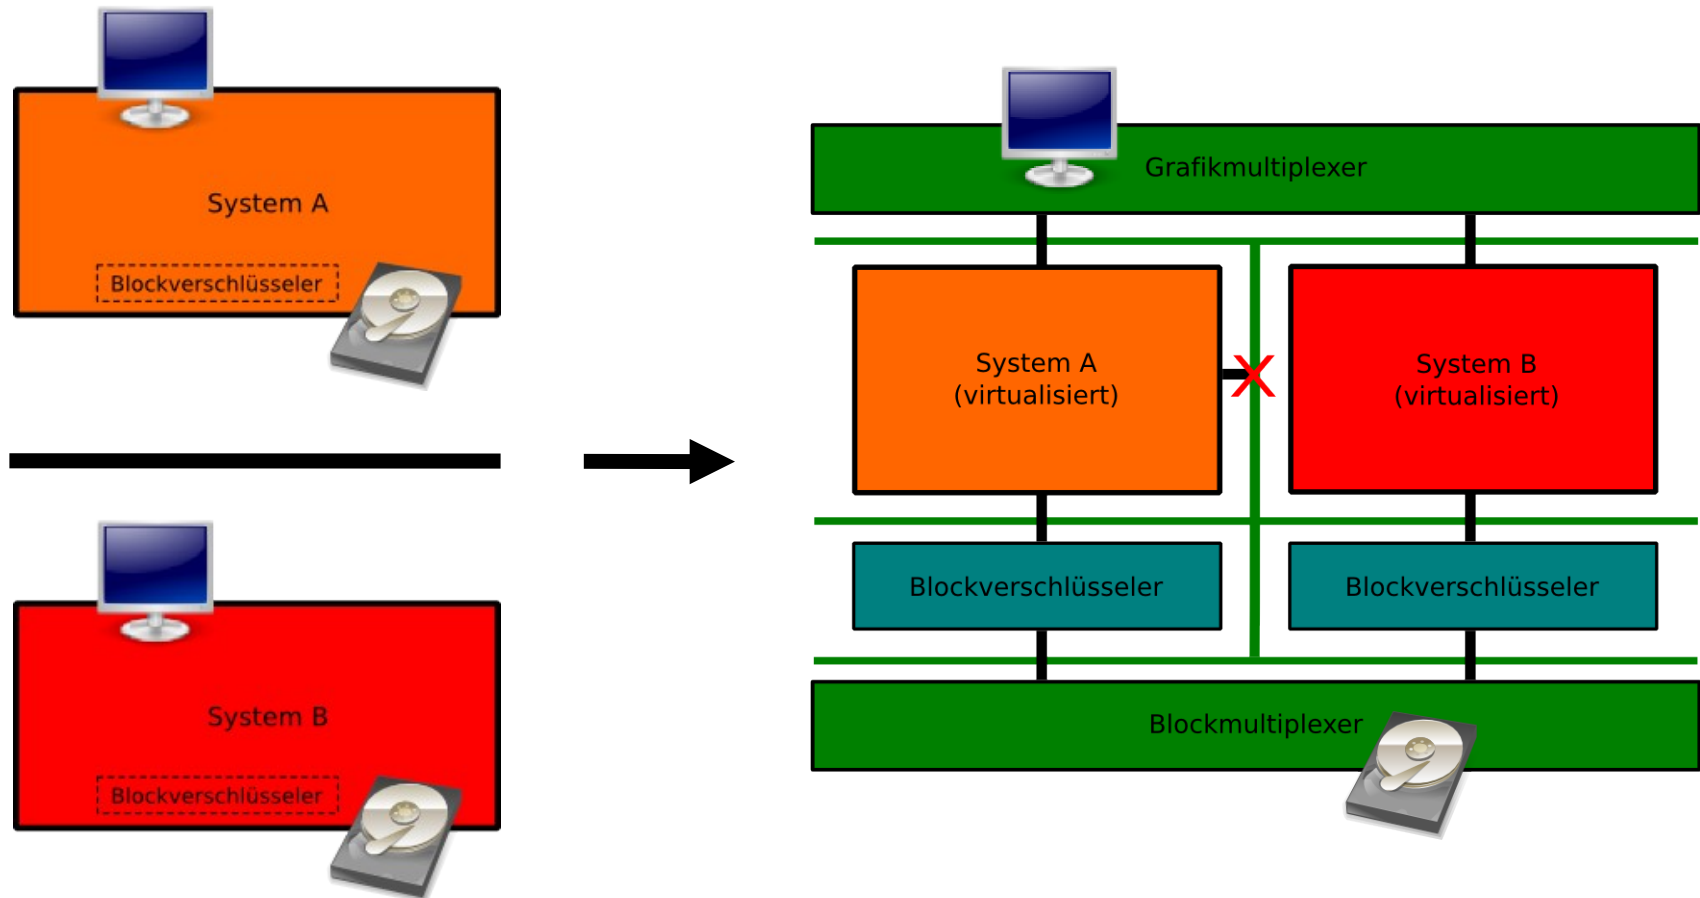 System A
Blockverschlüsseler
System B
Blockverschlüsseler
Grafikmultiplexer
System A
(virtualisiert)
System B
(virtualisiert)
Blockverschlüsseler
Blockverschlüsseler
Blockmultiplexer